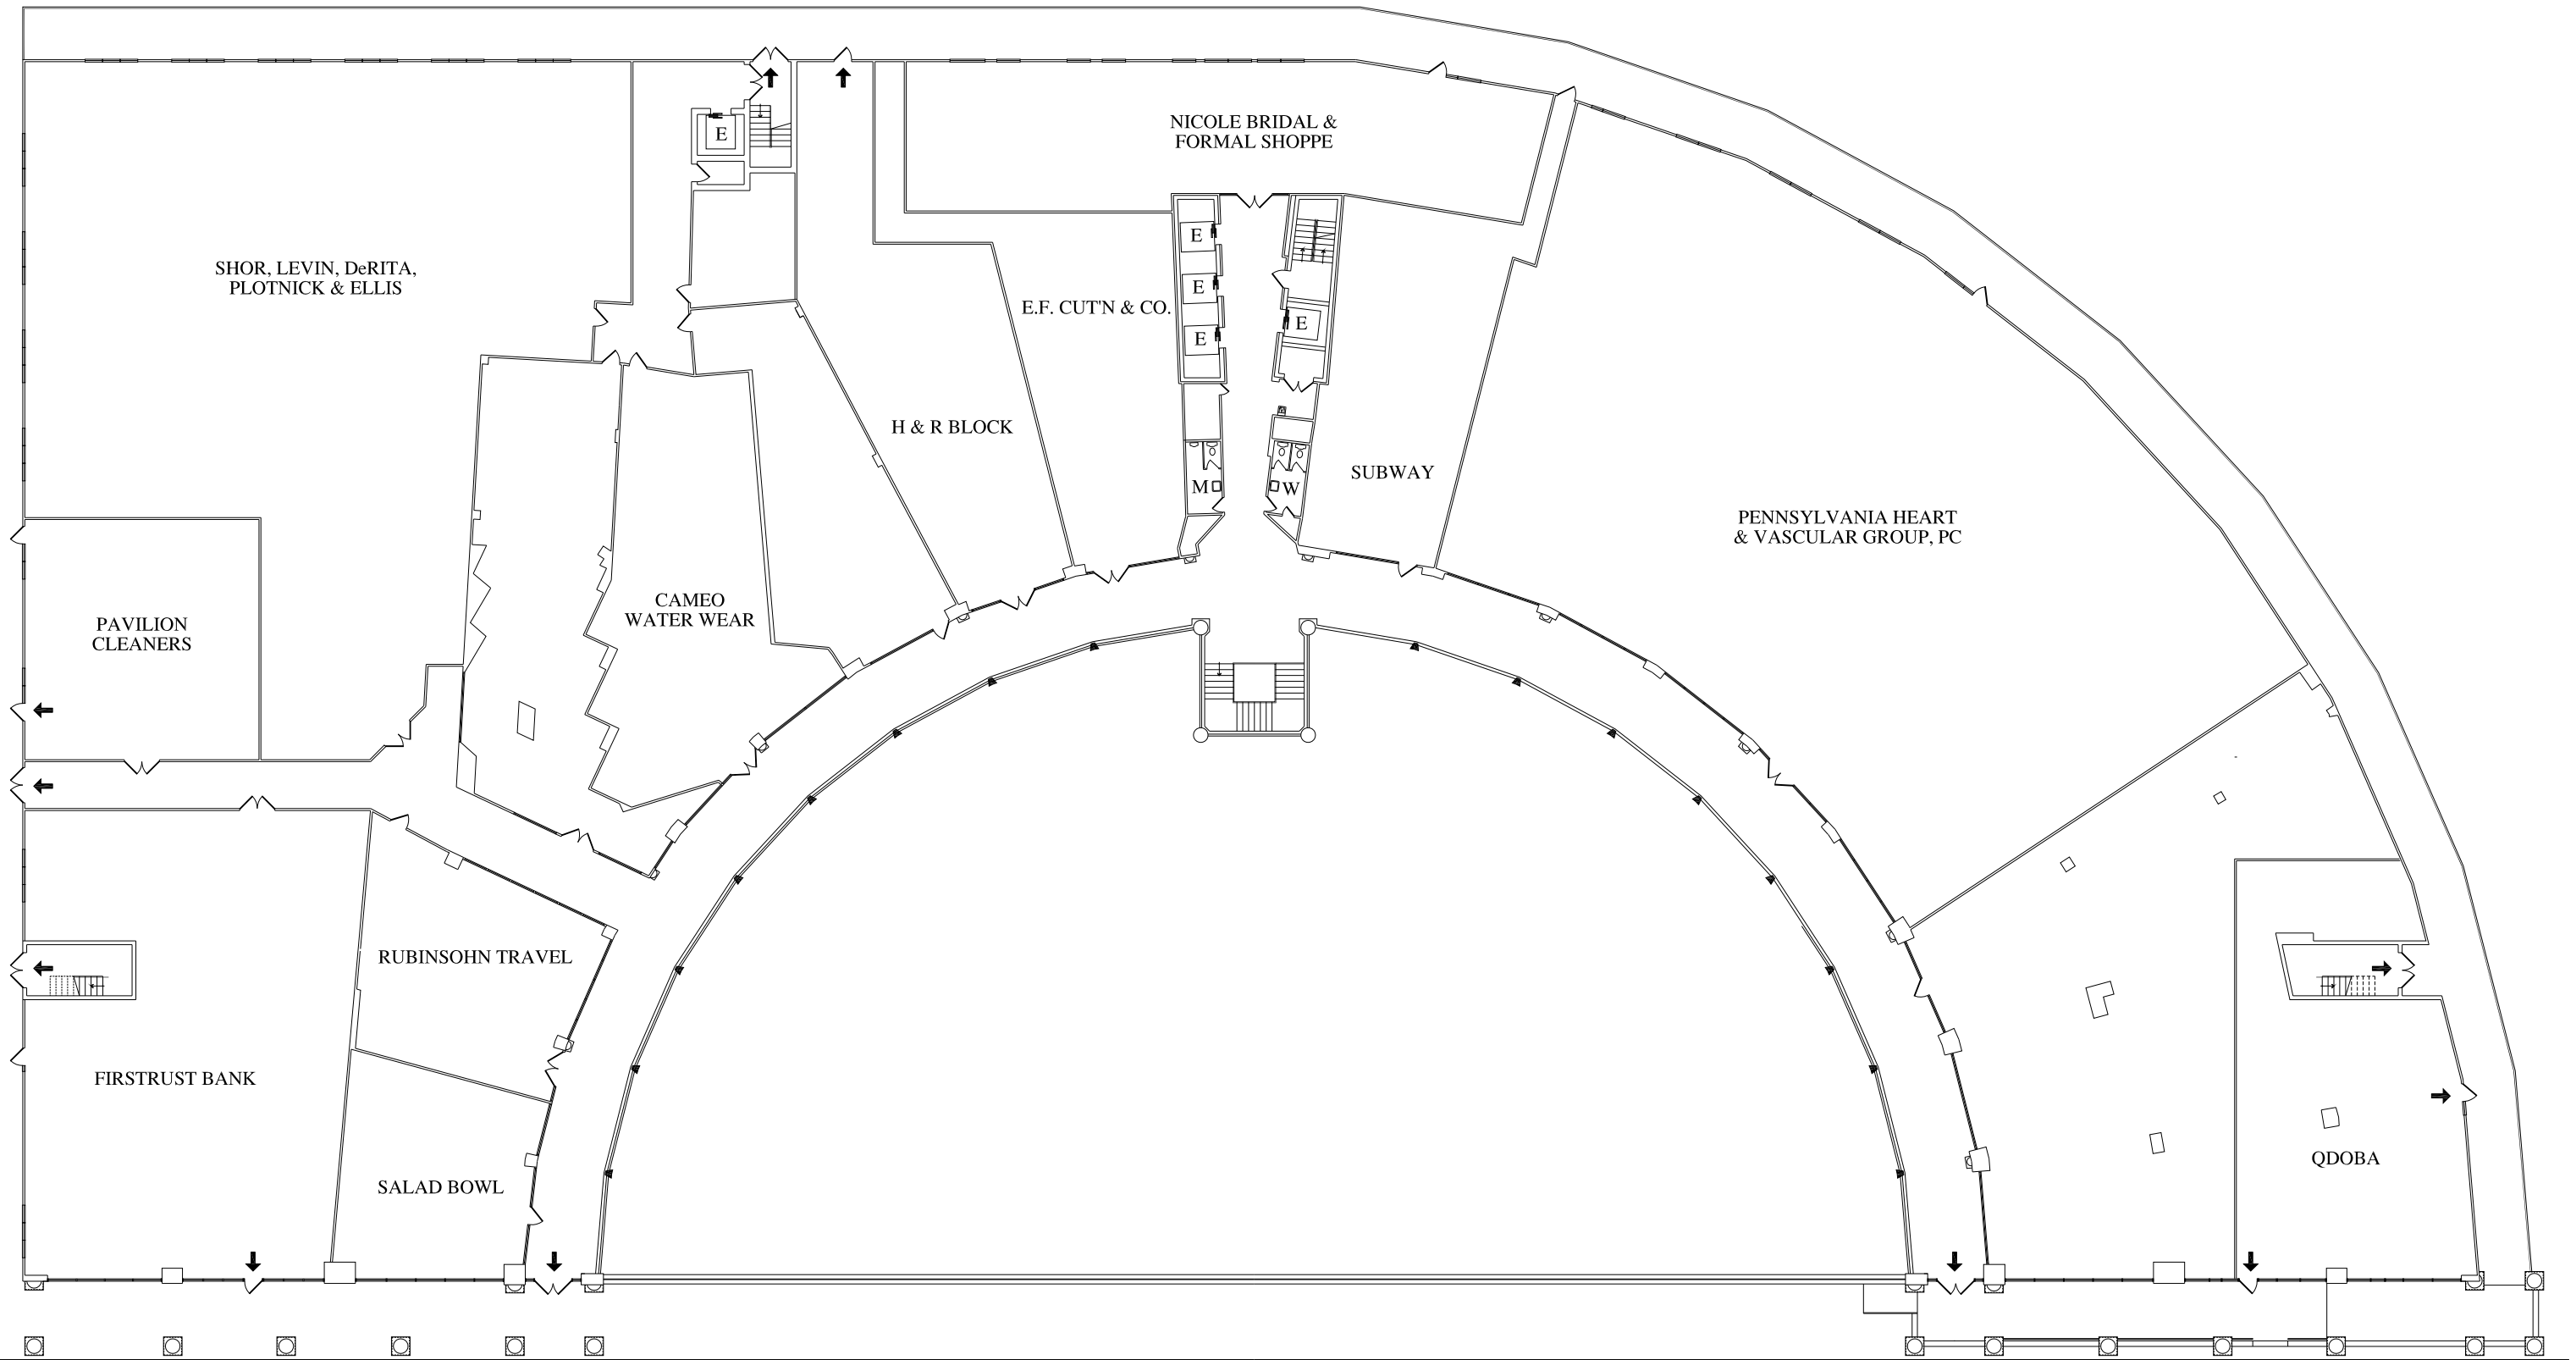 E
NICOLE BRIDAL &
FORMAL SHOPPE
SHOR, LEVIN, DeRITA,
PLOTNICK & ELLIS
E
E
E
E
E.F. CUT'N & CO.
H & R BLOCK
SUBWAY
M
W
PENNSYLVANIA HEART
& VASCULAR GROUP, PC
CAMEO
WATER WEAR
PAVILION
CLEANERS
RUBINSOHN TRAVEL
FIRSTRUST BANK
SALAD BOWL
QDOBA